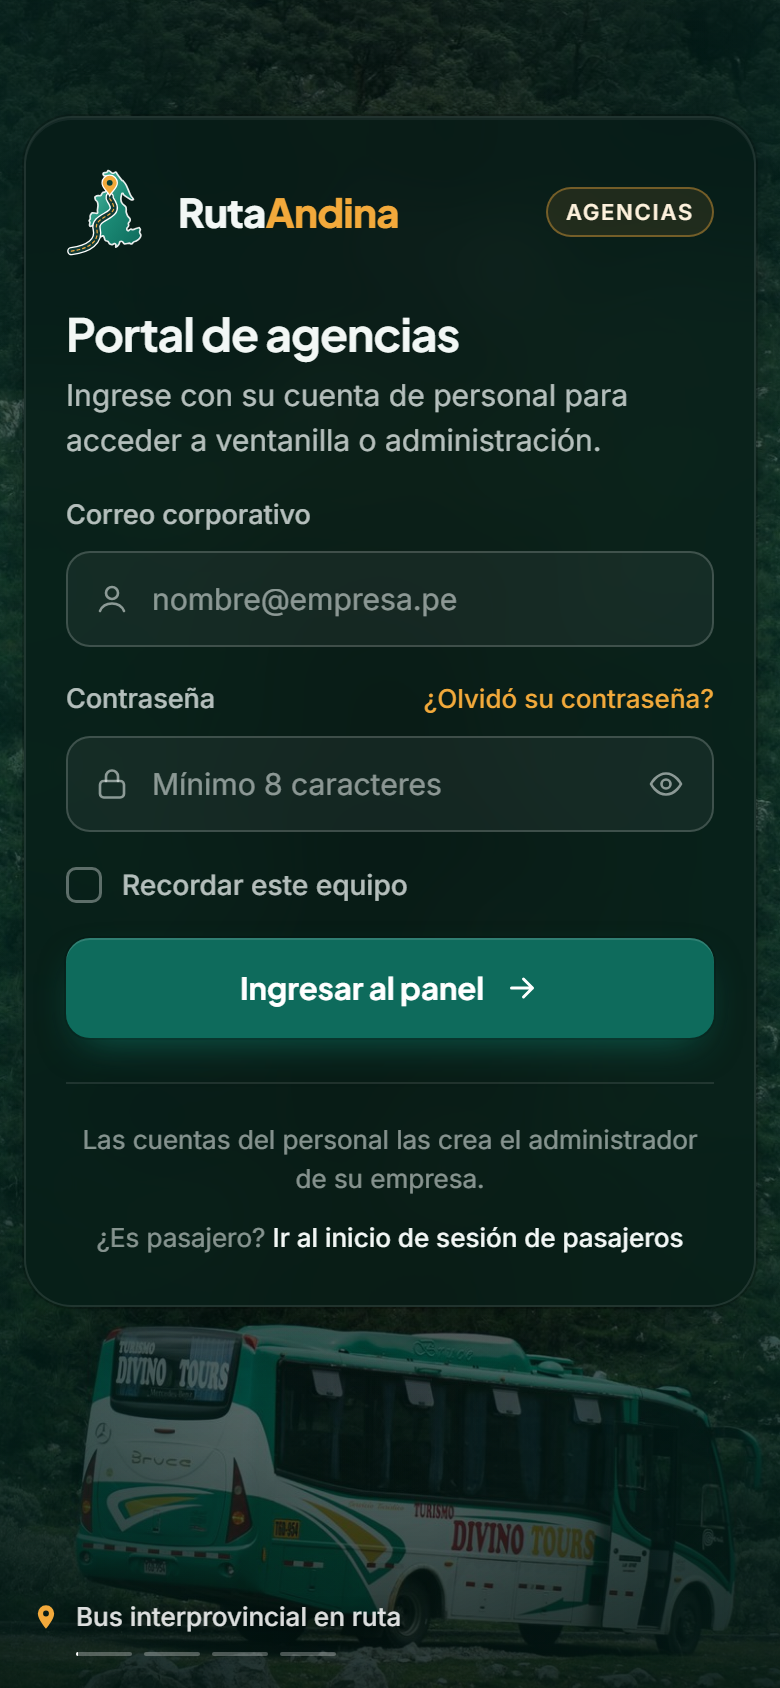 RutaAndina
AGENCIAS
Portal de agencias
Ingrese con su cuenta de personal para
acceder a ventanilla o administración.
Correo corporativo
nombre@empresa.pe
Contraseña
¿Olvidó su contraseña?
Mínimo 8 caracteres
Recordar este equipo
Ingresar al panel
Las cuentas del personal las crea el administrador
de su empresa.
¿Es pasajero? Ir al inicio de sesión de pasajeros
TURISMO
DIVINO TOURS
Bruce
TURISMO
DIVINO TOURS
Bus interprovincial en ruta